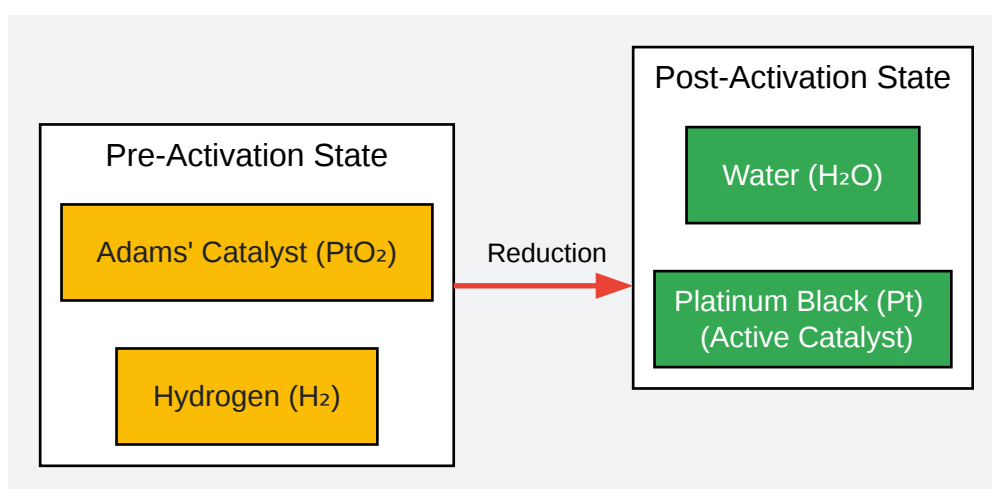 Pre-Activation State
Adams' Catalyst (PtO₂)
Hydrogen (H₂)
Reduction
Post-Activation State
Water (H₂O)
Platinum Black (Pt)
(Active Catalyst)